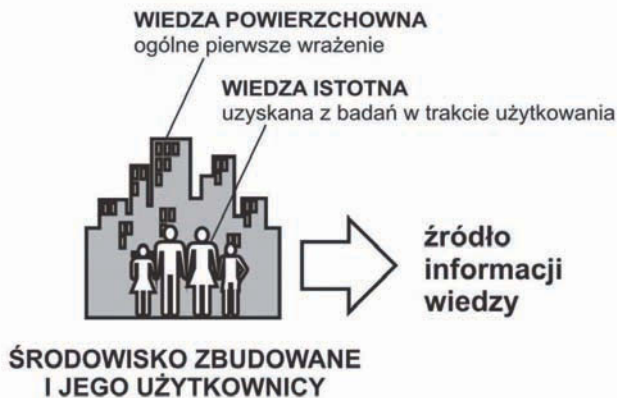 WIEDZA POWIERZCHOWNA
ogólne pierwsze wrażenie
WIEDZA ISTOTNA
uzyskana z badań w trakcie użytkowania
źródło
informacji
wiedzy
ŚRODOWISKO ZBUDOWANE
I JEGO UŻYTKOWNICY